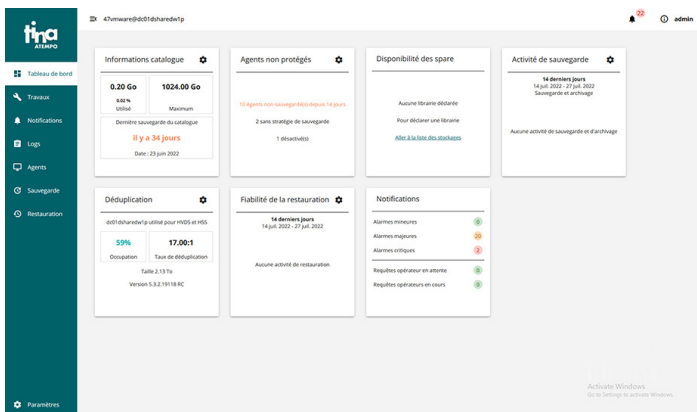 tina
ATEMPO
47vmware@dc01dsharedw1p
22
admin
Tableau de bord
Travaux
Notifications
Logs
Agents
Sauvegarde
Restauration
Paramètres
Informations catalogue
0.20 Go
0.02 %
Utilisé
1024.00 Go
Maximum
Dernière sauvegarde du catalogue
il y a 34 jours
Date : 23 juin 2022
Agents non protégés
10 Agents non sauvegardé(s) depuis 14 jours
2 sans stratégie de sauvegarde
1 désactivé(s)
Disponibilité des spare
Aucune librairie déclarée
Pour déclarer une librairie
Aller à la liste des stockages
Activité de sauvegarde
14 derniers jours
14 juil. 2022 - 27 juil. 2022
Sauvegarde et archivage
Aucune activité de sauvegarde et d'archivage
Déduplication
dc01dsharedw1p utilisé pour HVDS et HSS
59%
Occupation
17.00:1
Taux de déduplication
Taille 2.13 To
Version 5.3.2.19118 RC
Fiabilité de la restauration
14 derniers jours
14 juil. 2022 - 27 juil. 2022
Aucune activité de restauration
Notifications
Alarmes mineures 0
Alarmes majeures 20
Alarmes critiques 2
Requêtes opérateur en attente 0
Requêtes opérateurs en cours 0
Activate Windows
Go to Settings to activate Windows.